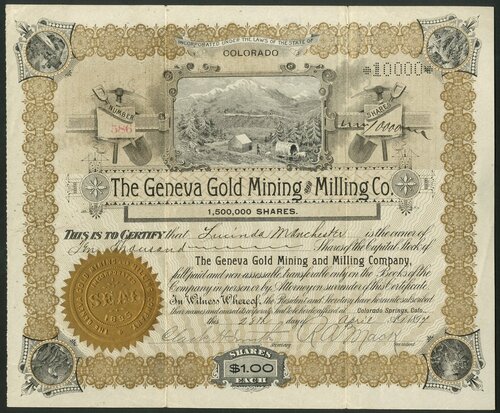 INCORPORATED UNDER THE LAWS OF THE STATE OF
COLORADO
10000
NUMBER
586
SHARES
10000
The Geneva Gold Mining and Milling Co.
1,500,000 SHARES.
THIS IS TO CERTIFY that Lucinda Manchester is the owner of
Ten Thousand Shares of the Capital Stock of
The Geneva Gold Mining and Milling Company,
full paid and non assessable, transferable only on the Books of the
Company in person or by Attorney on surrender of this Certificate.
In Witness Whereof, the President and Secretary have hereunto subscribed
their names and caused the corporate seal to be hereto affixed at Colorado Springs, Colo.,
this 28th day of April
SEAL
Secretary
President
SHARES
$1.00
EACH